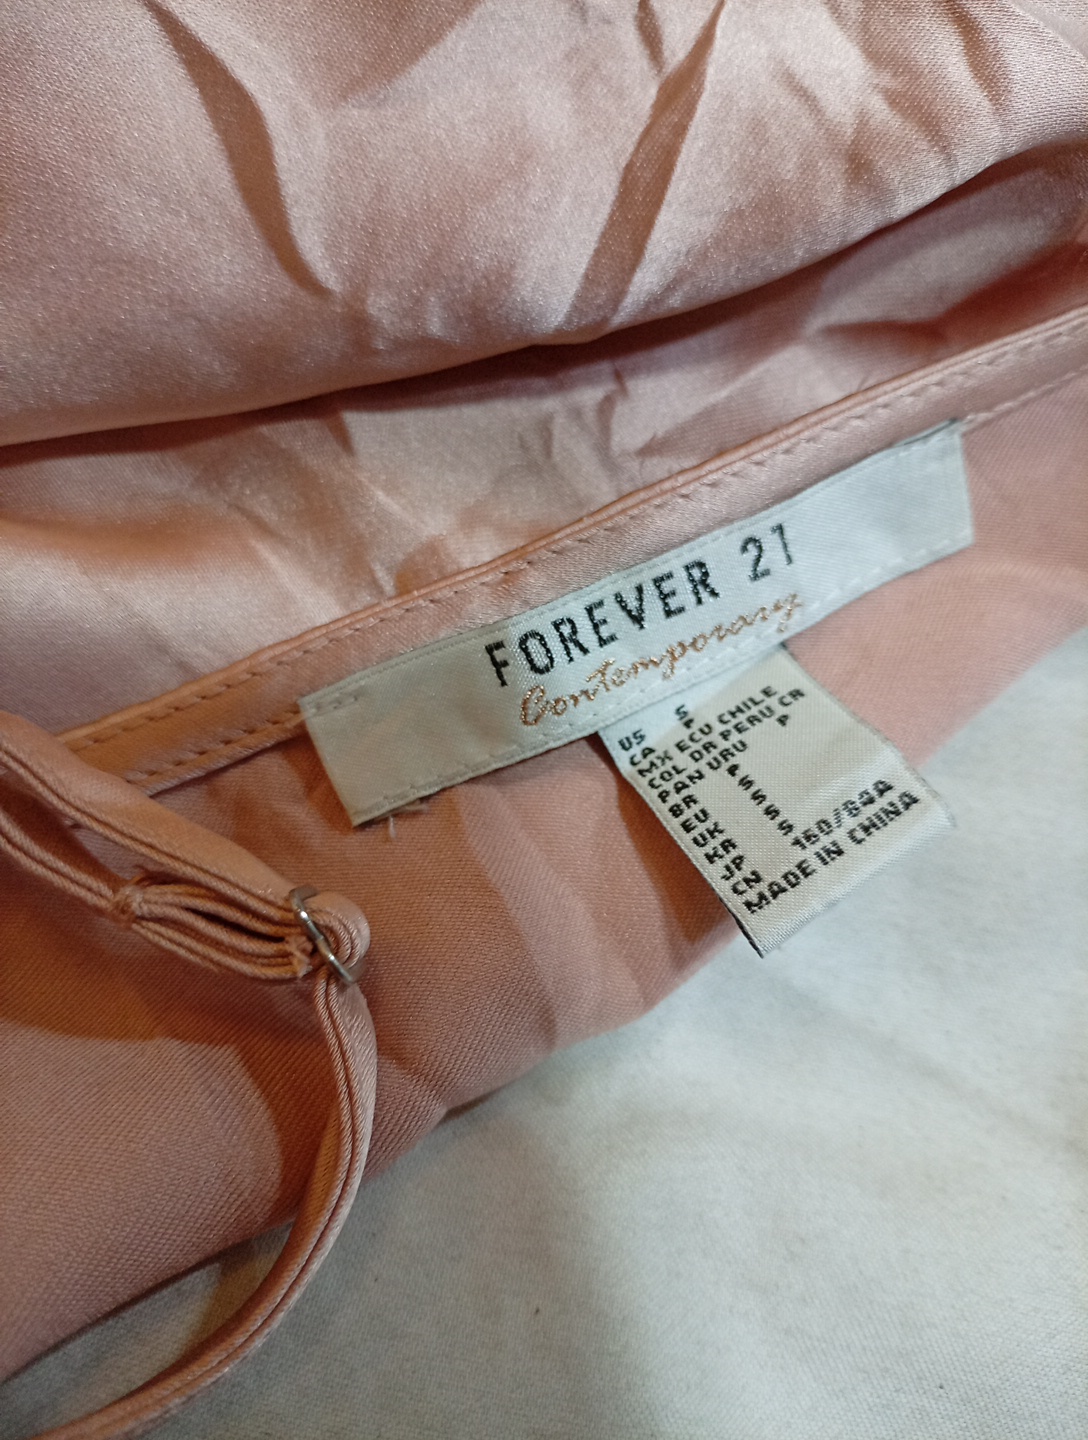 FOREVER 21
Contemporary
US S
CA P
MX ECU CHILE
COL DR PERU CR
PAN URU P
BR P
EU S
UK S
KR S
JP S
CN 160/84A
MADE IN CHINA